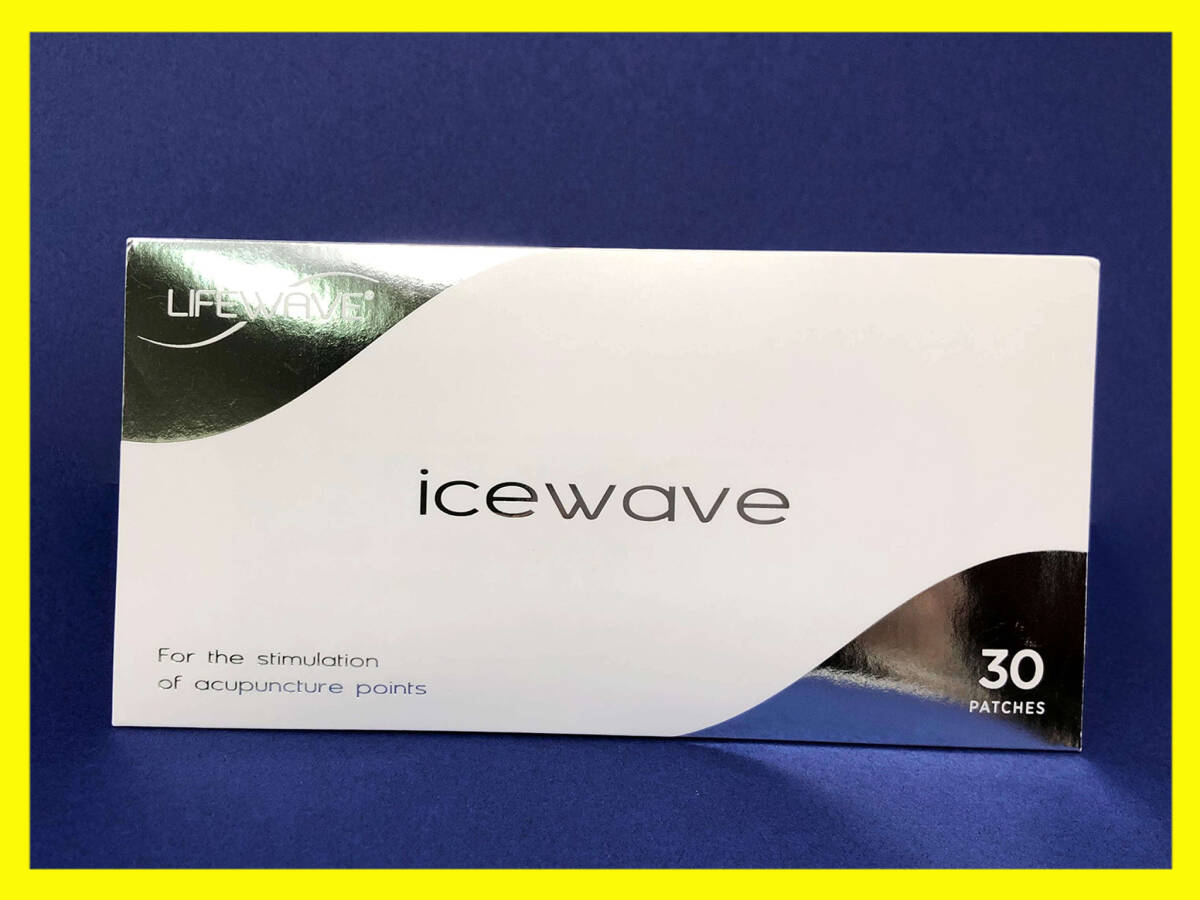 LIFEWAVE®
icewave
For the stimulation
of acupuncture points
30
PATCHES